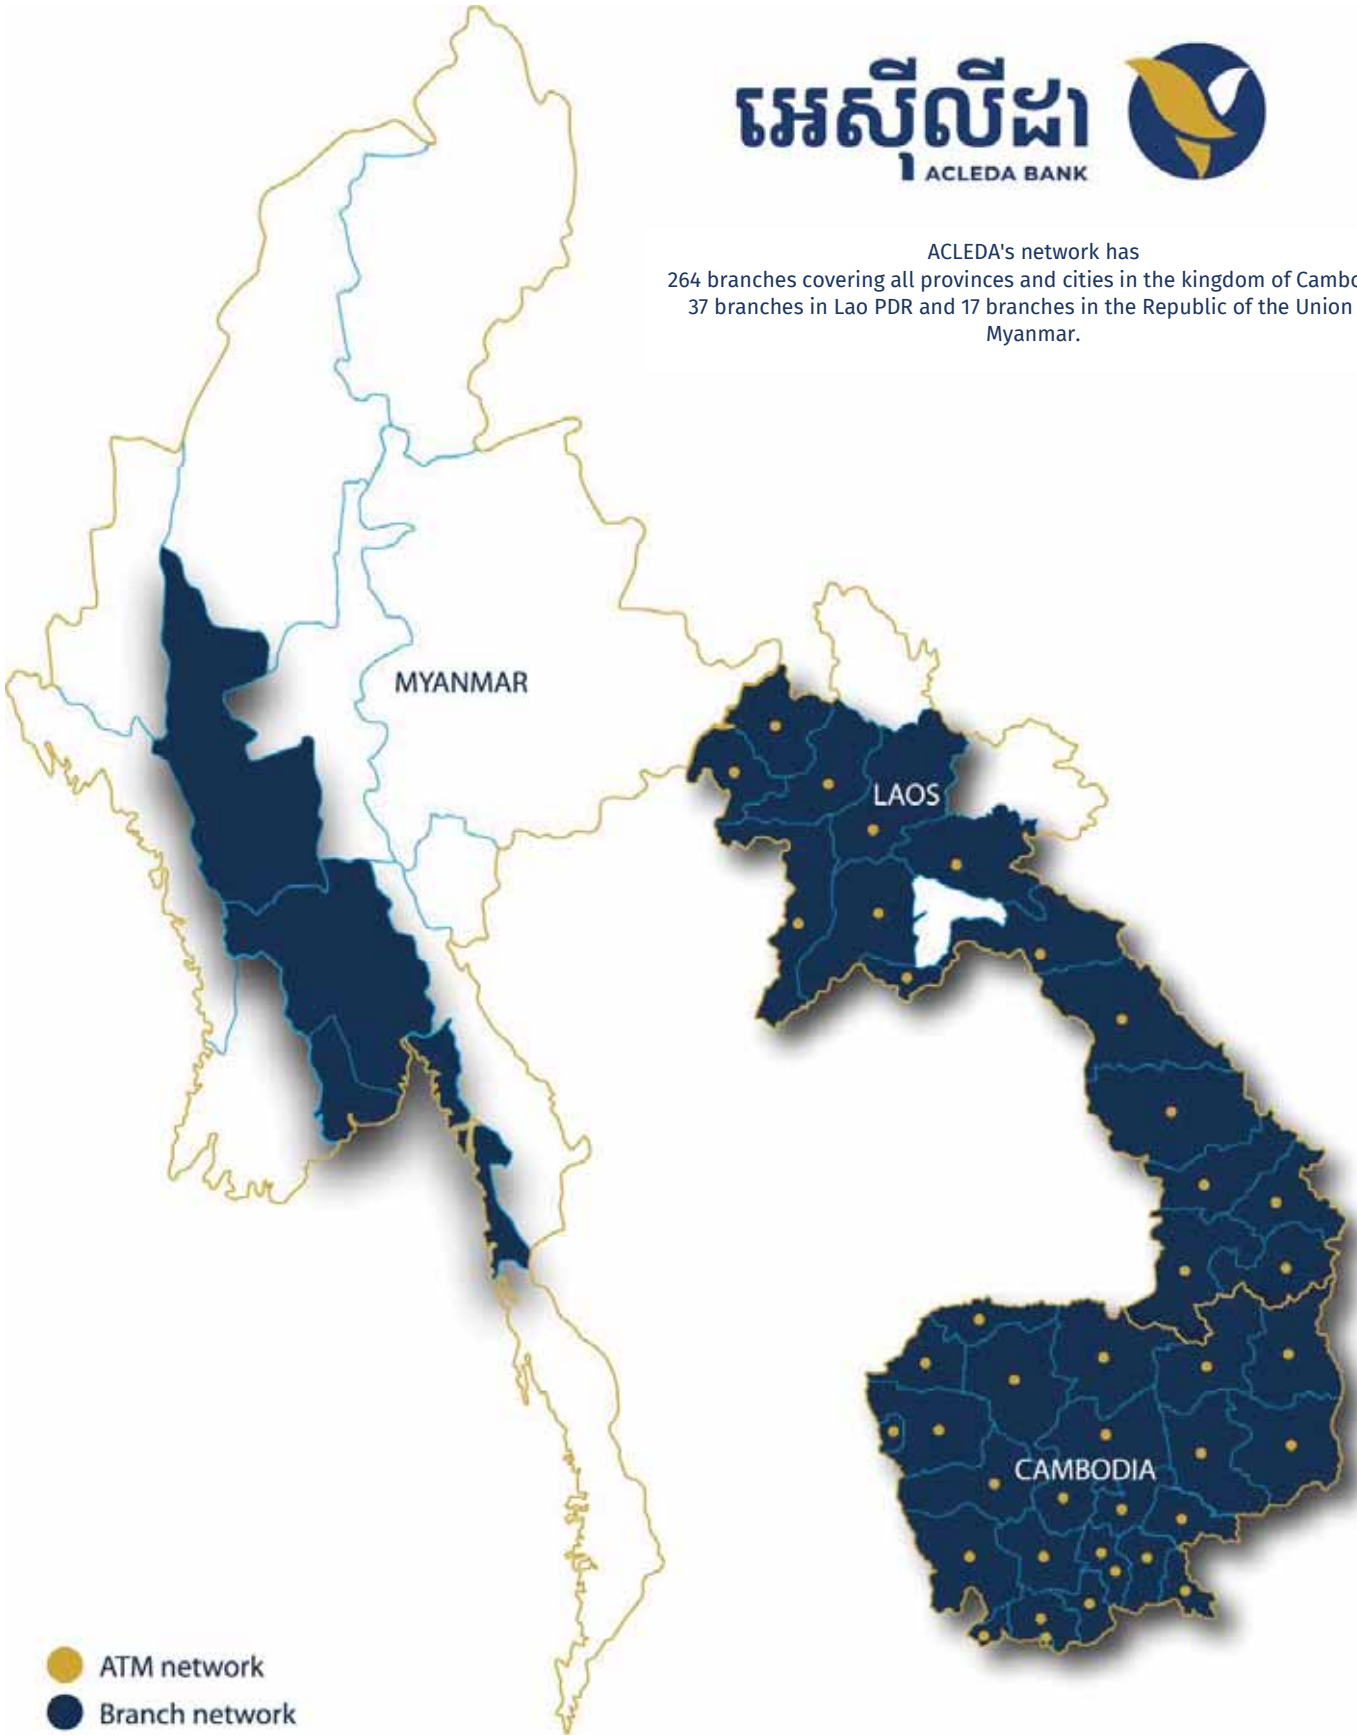 អេស៊ីលីដា
ACLEDA BANK
ACLEDA's network has
264 branches covering all provinces and cities in the kingdom of Cambo
37 branches in Lao PDR and 17 branches in the Republic of the Union
Myanmar.
MYANMAR
LAOS
CAMBODIA
ATM network
Branch network